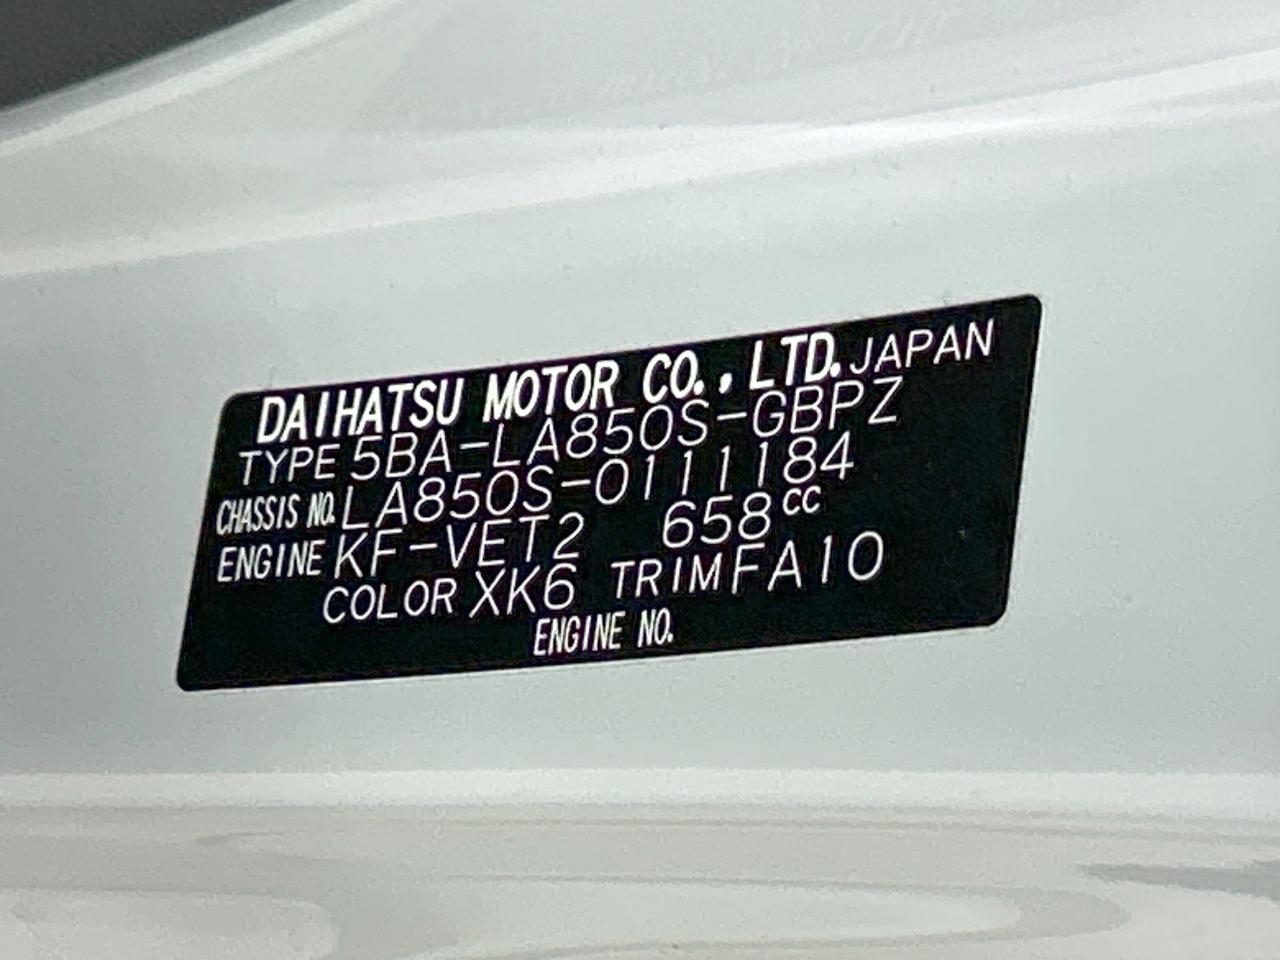 DAIHATSU MOTOR CO., LTD. JAPAN
TYPE 5BA-LA850S-GBPZ
CHASSIS NO. LA850S-0111184
ENGINE KF-VET2 658cc
COLOR XK6 TRIM FA10
ENGINE NO.